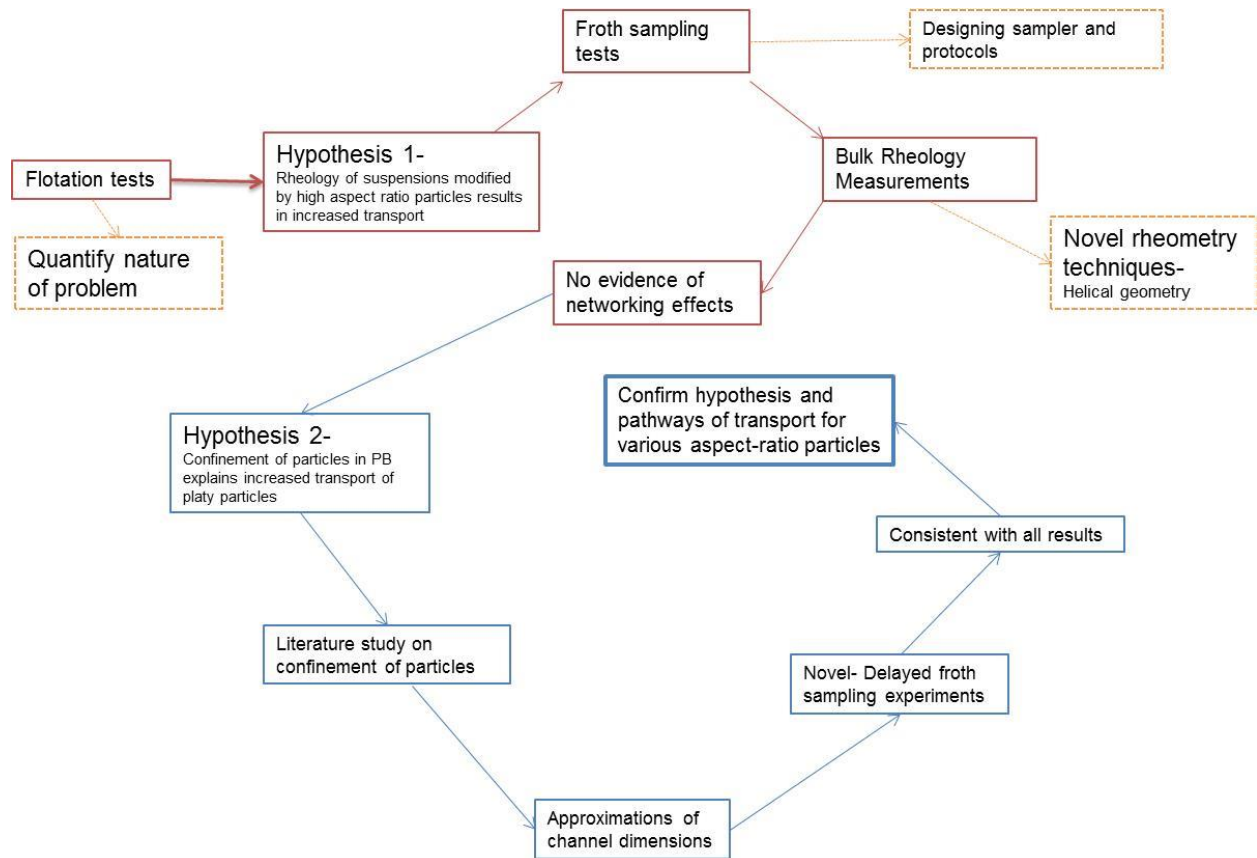 Froth sampling
tests
Designing sampler and
protocols
Flotation tests
Hypothesis 1-
Rheology of suspensions modified
by high aspect ratio particles results
in increased transport
Bulk Rheology
Measurements
Quantify nature
of problem
Novel rheometry
techniques-
Helical geometry
No evidence of
networking effects
Hypothesis 2-
Confinement of particles in PB
explains increased transport of
platy particles
Confirm hypothesis and
pathways of transport for
various aspect-ratio particles
Consistent with all results
Literature study on
confinement of particles
Novel- Delayed froth
sampling experiments
Approximations of
channel dimensions